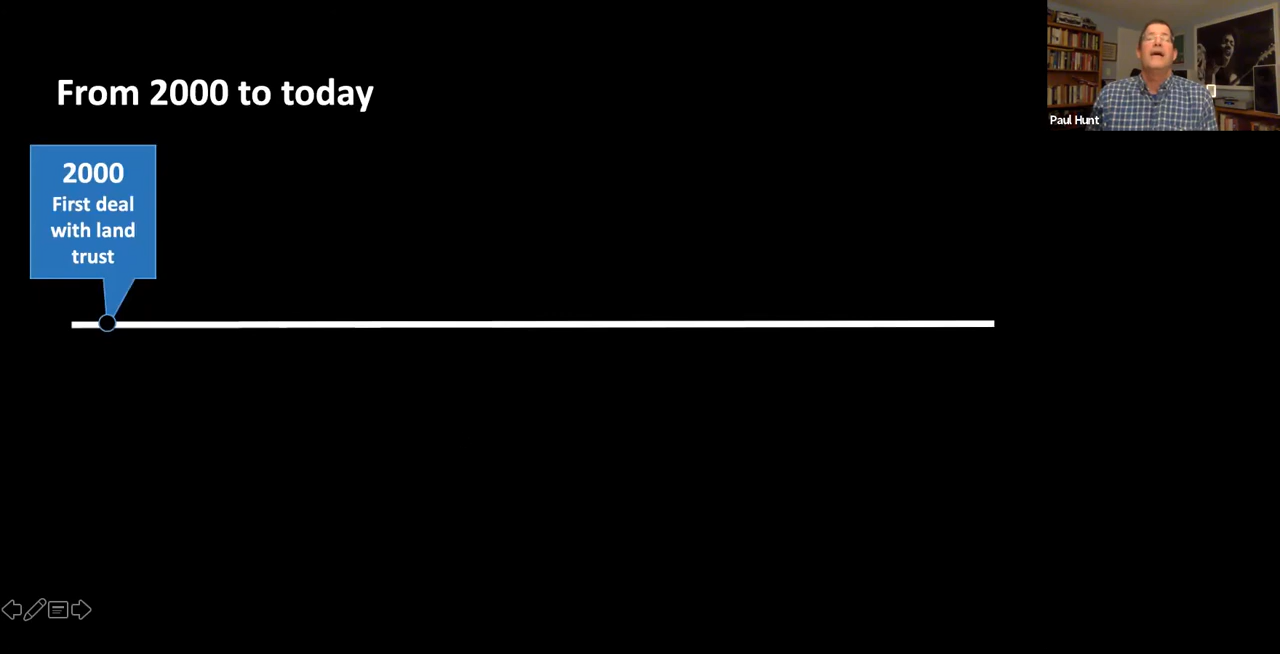 From 2000 to today
2000
First deal
with land
trust
Paul Hunt